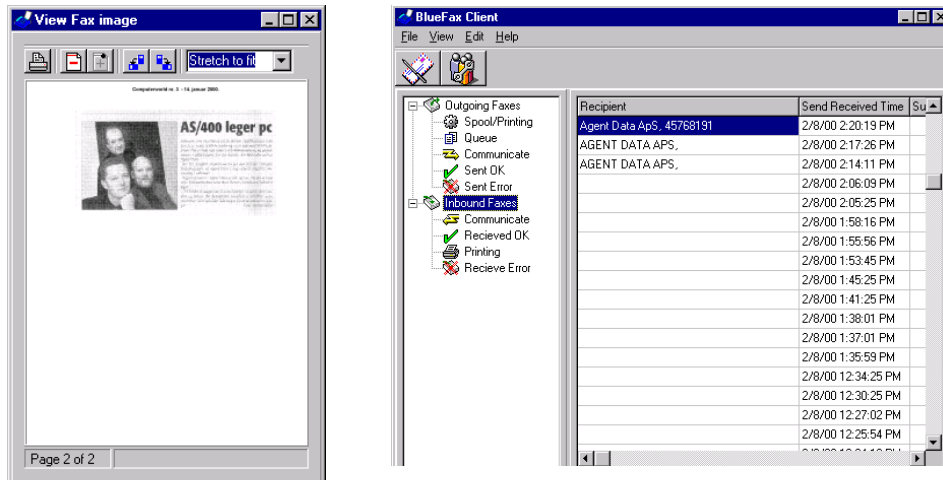 View Fax image
Stretch to fit
Computerworld nr. 3 - 14. januar 2000.
AS/400 leger pc
Page 2 of 2
BlueFax Client
File View Edit Help
Outgoing Faxes
Spool/Printing
Queue
Communicate
Sent OK
Sent Error
Inbound Faxes
Communicate
Recieved OK
Printing
Recieve Error
Recipient Send Received Time Su
Agent Data ApS, 45768191 2/8/00 2:20:19 PM
AGENT DATA APS, 2/8/00 2:17:26 PM
AGENT DATA APS, 2/8/00 2:14:11 PM
2/8/00 2:06:09 PM
2/8/00 2:05:25 PM
2/8/00 1:58:16 PM
2/8/00 1:55:56 PM
2/8/00 1:53:45 PM
2/8/00 1:45:25 PM
2/8/00 1:41:25 PM
2/8/00 1:38:01 PM
2/8/00 1:37:01 PM
2/8/00 1:35:59 PM
2/8/00 12:34:25 PM
2/8/00 12:30:25 PM
2/8/00 12:27:02 PM
2/8/00 12:25:54 PM